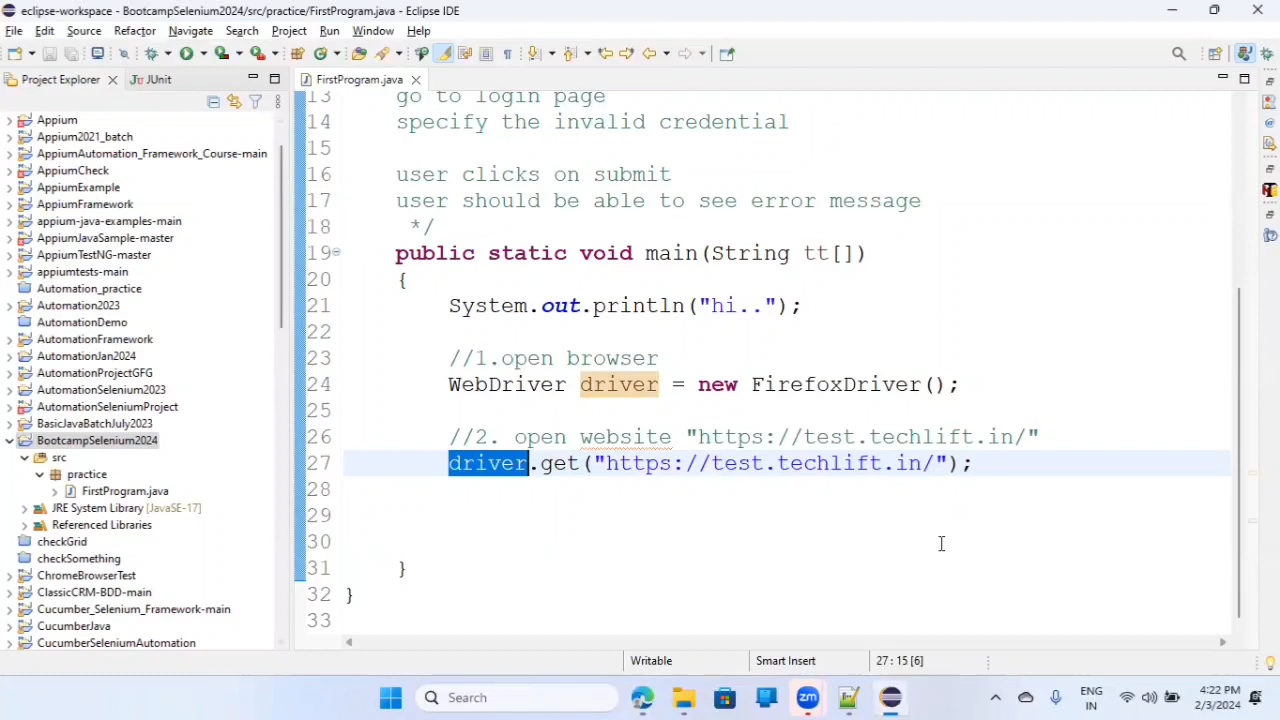 eclipse-workspace - BootcampSelenium2024/src/practice/FirstProgram.java - Eclipse IDE
File Edit Source Refactor Navigate Search Project Run Window Help
Project Explorer
JUnit
FirstProgram.java
Appium
Appium2021_batch
AppiumAutomation_Framework_Course-main
AppiumCheck
AppiumExample
AppiumFramework
appium-java-examples-main
AppiumJavaSample-master
AppiumTestNG-master
appiumtests-main
Automation_practice
Automation2023
AutomationDemo
AutomationFramework
AutomationJan2024
AutomationProjectGFG
AutomationSelenium2023
AutomationSeleniumProject
BasicJavaBatchJuly2023
BootcampSelenium2024
src
practice
FirstProgram.java
JRE System Library [JavaSE-17]
Referenced Libraries
checkGrid
checkSomething
ChromeBrowserTest
ClassicCRM-BDD-main
Cucumber_Selenium_Framework-main
CucumberJava
CucumberSeleniumAutomation
13 go to login page
14 specify the invalid credential
15
16 user clicks on submit
17 user should be able to see error message
18 */
19 public static void main(String tt[])
20 {
21 System.out.println("hi..");
22
23 //1.open browser
24 WebDriver driver = new FirefoxDriver();
25
26 //2. open website "https://test.techlift.in/"
27 driver.get("https://test.techlift.in/");
28
29
30
31 }
32 }
33
Writable
Smart Insert
27 : 15 [6]
Search
zm
ENG
IN
4:22 PM
2/3/2024